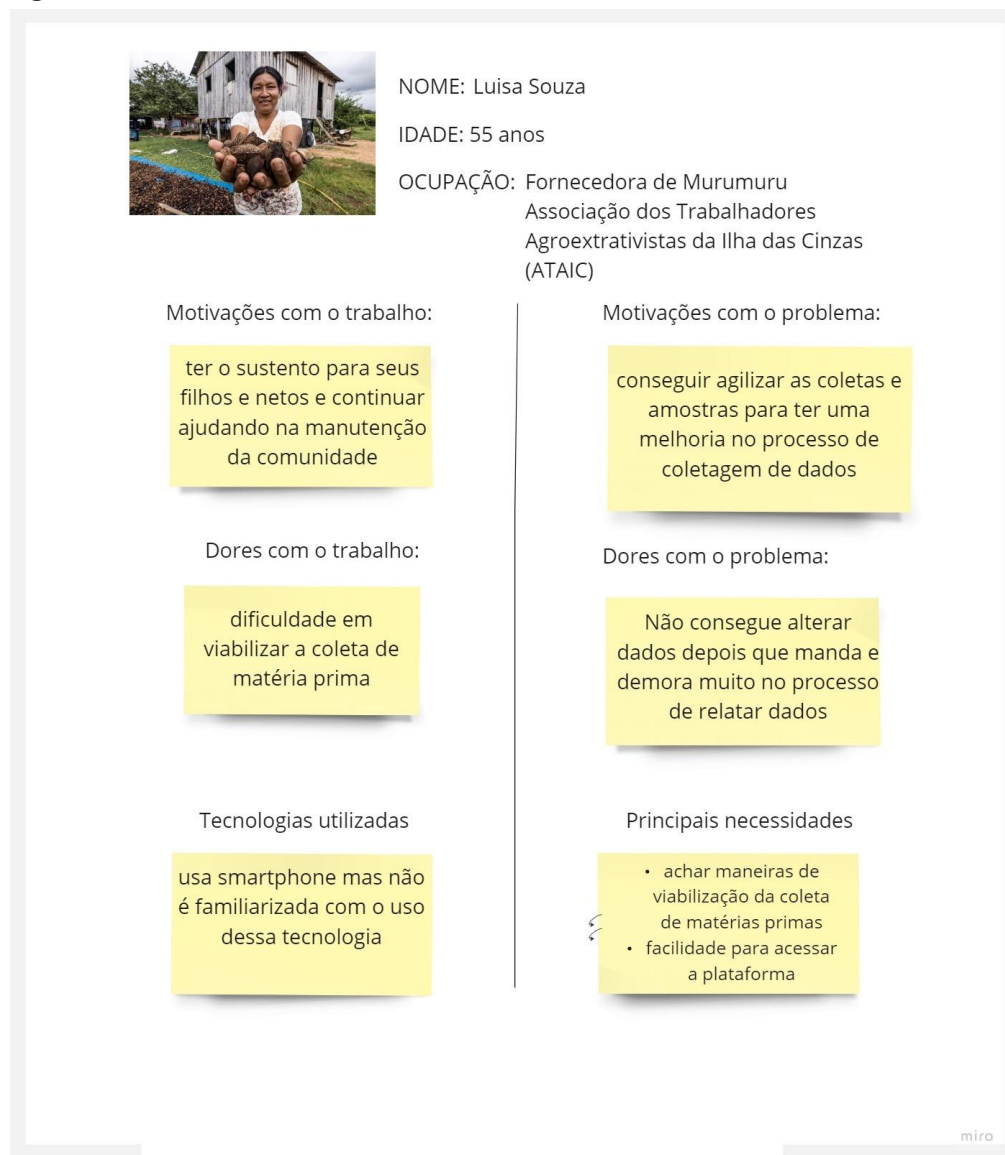 NOME: Luisa Souza
IDADE: 55 anos
OCUPAÇÃO: Fornecedora de Murumuru
Associação dos Trabalhadores
Agroextrativistas da Ilha das Cinzas
(ATAIC)
Motivações com o trabalho:
ter o sustento para seus
filhos e netos e continuar
ajudando na manutenção
da comunidade
Motivações com o problema:
conseguir agilizar as coletas e
amostras para ter uma
melhoria no processo de
coletagem de dados
Dores com o trabalho:
dificuldade em
viabilizar a coleta de
matéria prima
Dores com o problema:
Não consegue alterar
dados depois que manda e
demora muito no processo
de relatar dados
Tecnologias utilizadas
usa smartphone mas não
é familiarizada com o uso
dessa tecnologia
Principais necessidades
• achar maneiras de
viabilização da coleta
de matérias primas
• facilidade para acessar
a plataforma
miro